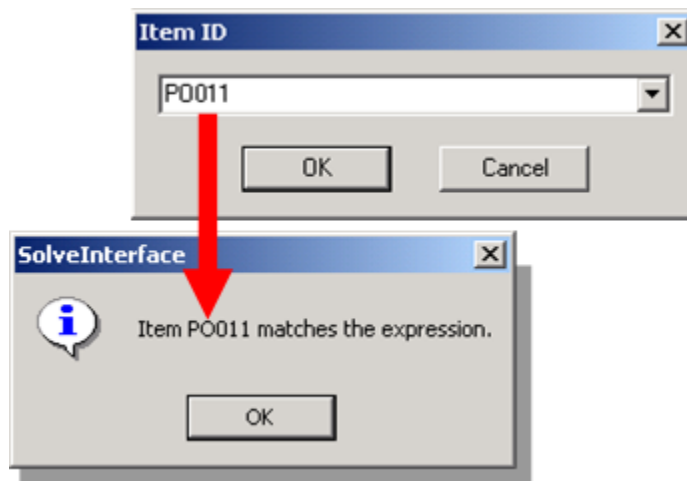 Item ID
PO011
OK
Cancel
SolveInterface
Item PO011 matches the expression.
OK